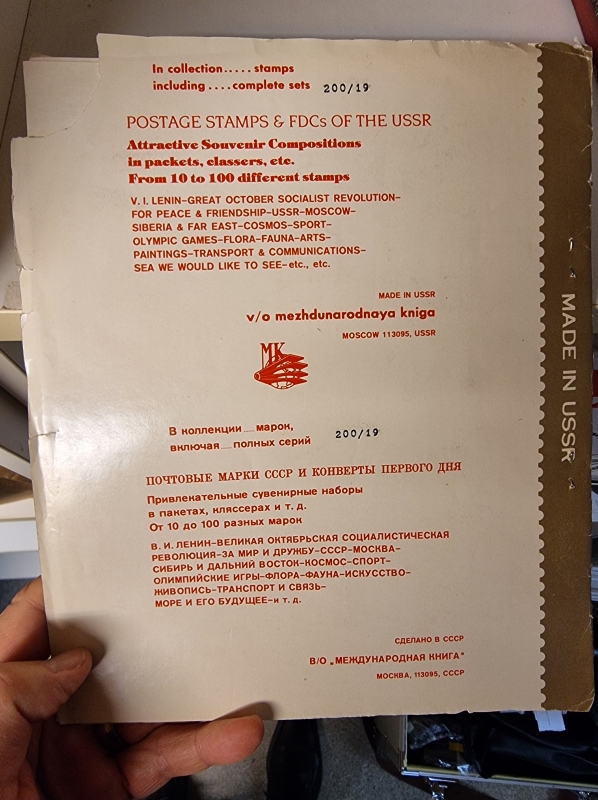 In collection..... stamps
including ....complete sets 200/19
POSTAGE STAMPS & FDCs OF THE USSR
Attractive Souvenir Compositions
in packets, classers, etc.
From 10 to 100 different stamps
V. I. LENIN–GREAT OCTOBER SOCIALIST REVOLUTION–
FOR PEACE & FRIENDSHIP–USSR–MOSCOW–
SIBERIA & FAR EAST–COSMOS–SPORT–
OLYMPIC GAMES–FLORA–FAUNA–ARTS–
PAINTINGS–TRANSPORT & COMMUNICATIONS–
SEA WE WOULD LIKE TO SEE–etc., etc.
MADE IN USSR
v/o mezhdunarodnaya kniga
MOSCOW 113095, USSR
MK
В коллекции....марок,
включая....полных серий 200/19
ПОЧТОВЫЕ МАРКИ СССР И КОНВЕРТЫ ПЕРВОГО ДНЯ
Привлекательные сувенирные наборы
в пакетах, кляссерах и т. д.
От 10 до 100 разных марок
В. И. ЛЕНИН–ВЕЛИКАЯ ОКТЯБРЬСКАЯ СОЦИАЛИСТИЧЕСКАЯ
РЕВОЛЮЦИЯ–ЗА МИР И ДРУЖБУ–СССР–МОСКВА–
СИБИРЬ И ДАЛЬНИЙ ВОСТОК–КОСМОС–СПОРТ–
ОЛИМПИЙСКИЕ ИГРЫ–ФЛОРА–ФАУНА–ИСКУССТВО–
ЖИВОПИСЬ–ТРАНСПОРТ И СВЯЗЬ–
МОРЕ И ЕГО БУДУЩЕЕ–и т. д.
СДЕЛАНО В СССР
В/О „МЕЖДУНАРОДНАЯ КНИГА"
МОСКВА, 113095, СССР
MADE IN USSR